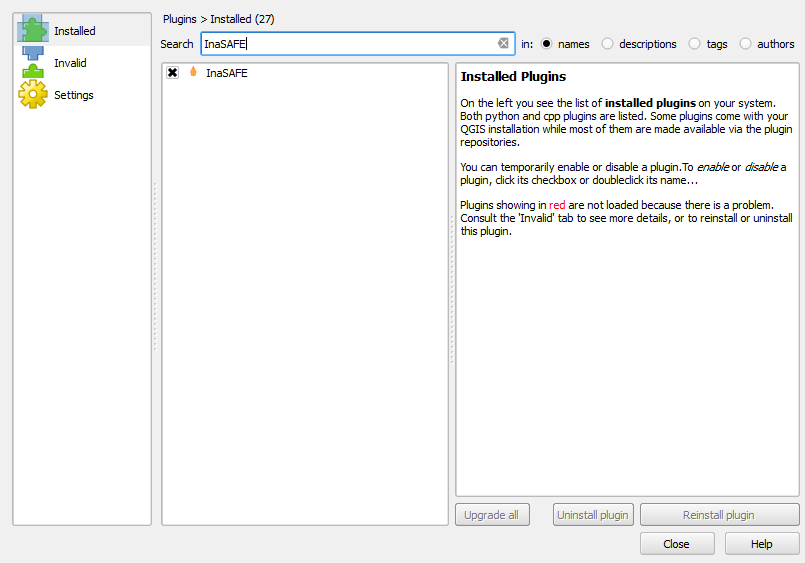 Installed
Invalid
Settings
Plugins > Installed (27)
Search InaSAFE in: names descriptions tags authors
InaSAFE
Installed Plugins
On the left you see the list of installed plugins on your system.
Both python and cpp plugins are listed. Some plugins come with your
QGIS installation while most of them are made available via the plugin
repositories.
You can temporarily enable or disable a plugin.To enable or disable a
plugin, click its checkbox or doubleclick its name...
Plugins showing in red are not loaded because there is a problem.
Consult the 'Invalid' tab to see more details, or to reinstall or uninstall
this plugin.
Upgrade all Uninstall plugin Reinstall plugin
Close Help